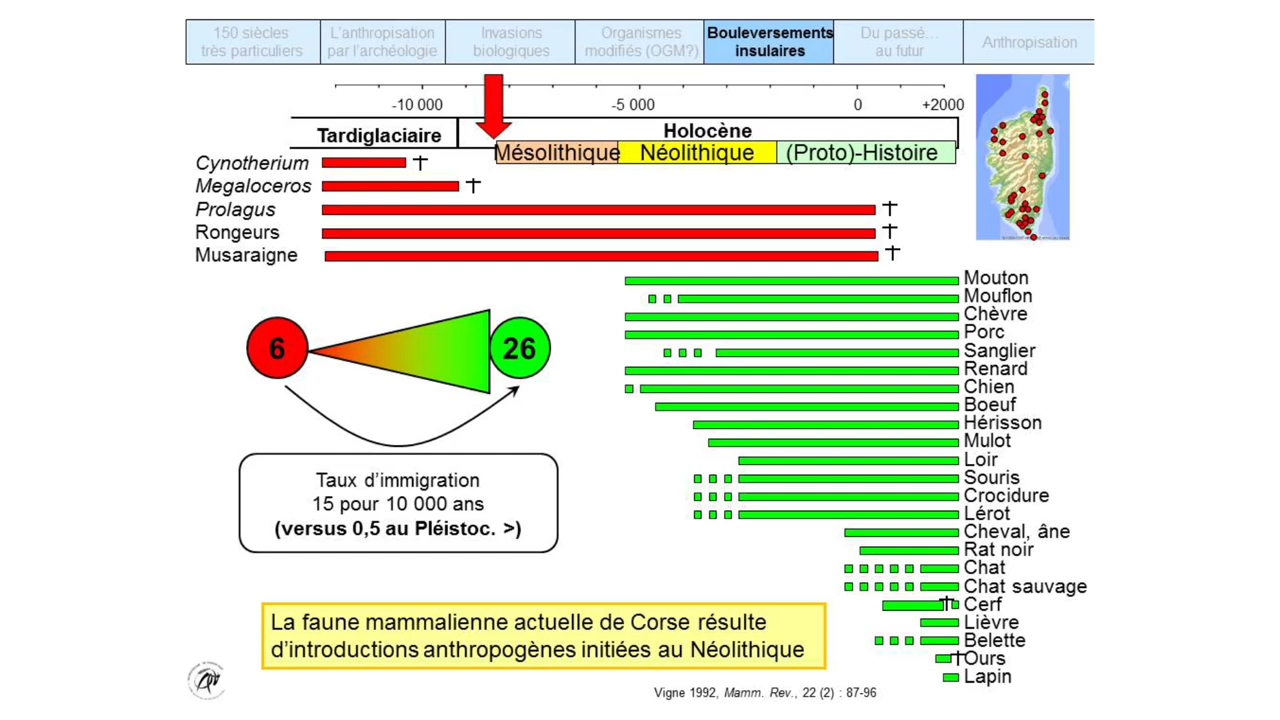 150 siècles
très particuliers
L'anthropisation
par l'archéologie
Invasions
biologiques
Organismes
modifiés (OGM?)
Bouleversements
insulaires
Du passé…
au futur
Anthropisation
-10 000
-5 000
0
+2000
Tardiglaciaire
Holocène
Mésolithique
Néolithique
(Proto)-Histoire
Cynotherium
Megaloceros
Prolagus
Rongeurs
Musaraigne
Mouton
Mouflon
Chèvre
Porc
Sanglier
Renard
Chien
Boeuf
Hérisson
Mulot
Loir
Souris
Crocidure
Lérot
Cheval, âne
Rat noir
Chat
Chat sauvage
Cerf
Lièvre
Belette
Ours
Lapin
6
26
Taux d'immigration
15 pour 10 000 ans
(versus 0,5 au Pléistoc. >)
La faune mammalienne actuelle de Corse résulte
d'introductions anthropogènes initiées au Néolithique
Vigne 1992, Mamm. Rev., 22 (2) : 87-96